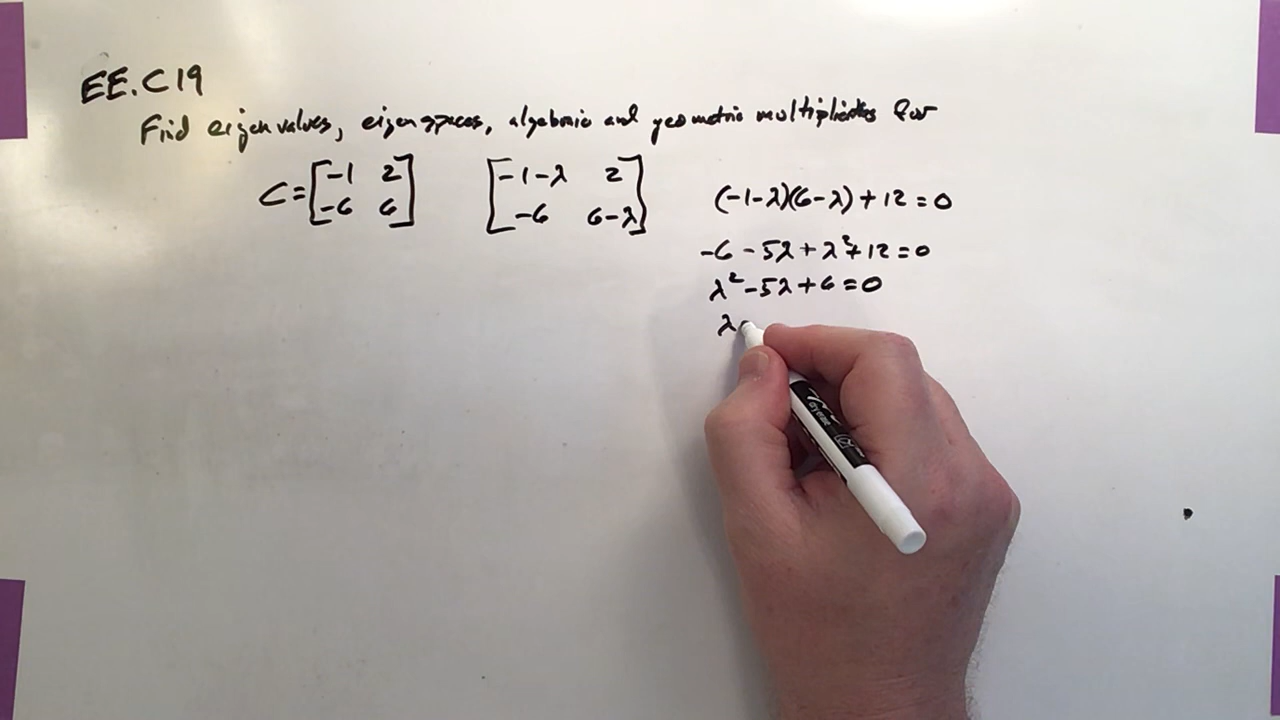 EE.C19
Find eigenvalues, eigenspaces, algebraic and geometric multiplicities for
C = [-1 2] [-1-λ 2]
[-6 6] [-6 6-λ]
(-1-λ)(6-λ)+12=0
-6-5λ+λ²+12=0
λ²-5λ+6=0
λ